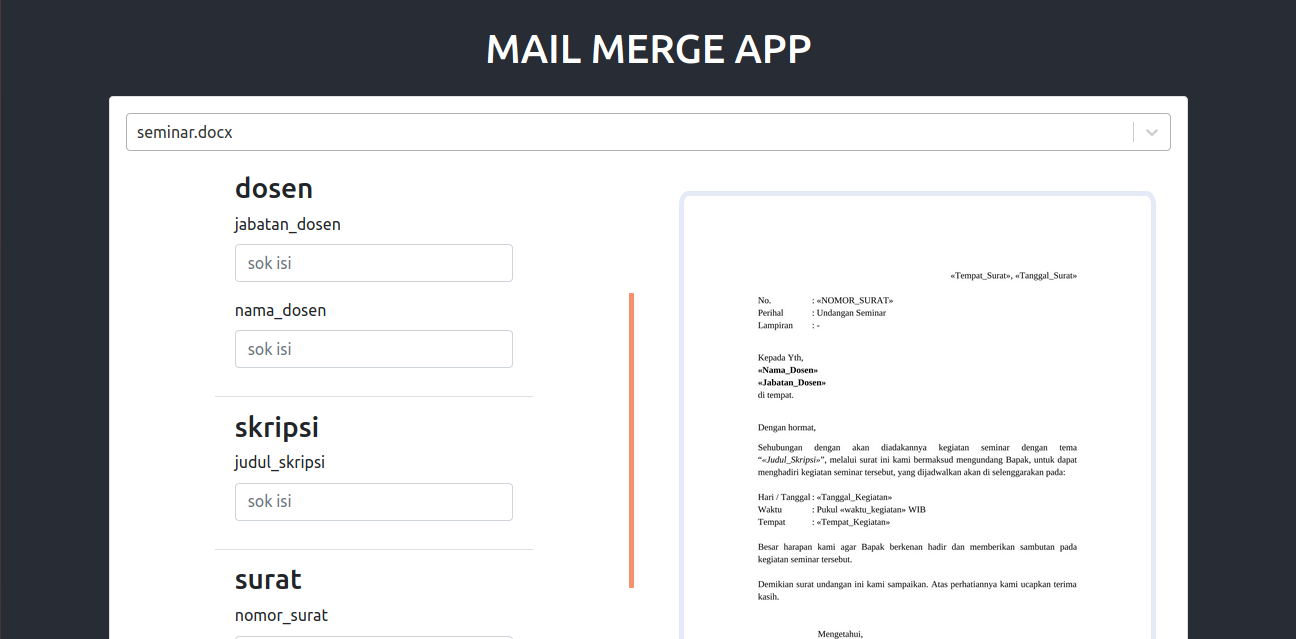 MAIL MERGE APP
seminar.docx
dosen
jabatan_dosen
sok isi
nama_dosen
sok isi
skripsi
judul_skripsi
sok isi
surat
nomor_surat
«Tempat_Surat», «Tanggal_Surat»
No. : «NOMOR_SURAT»
Perihal : Undangan Seminar
Lampiran : -
Kepada Yth,
«Nama_Dosen»
«Jabatan_Dosen»
di tempat.
Dengan hormat,
Sehubungan dengan akan diadakannya kegiatan seminar dengan tema
“«Judul_Skripsi»”, melalui surat ini kami bermaksud mengundang Bapak, untuk dapat
menghadiri kegiatan seminar tersebut, yang dijadwalkan akan di selenggarakan pada:
Hari / Tanggal : «Tanggal_Kegiatan»
Waktu : Pukul «waktu_kegiatan» WIB
Tempat : «Tempat_Kegiatan»
Besar harapan kami agar Bapak berkenan hadir dan memberikan sambutan pada
kegiatan seminar tersebut.
Demikian surat undangan ini kami sampaikan. Atas perhatiannya kami ucapkan terima
kasih.
Mengetahui,